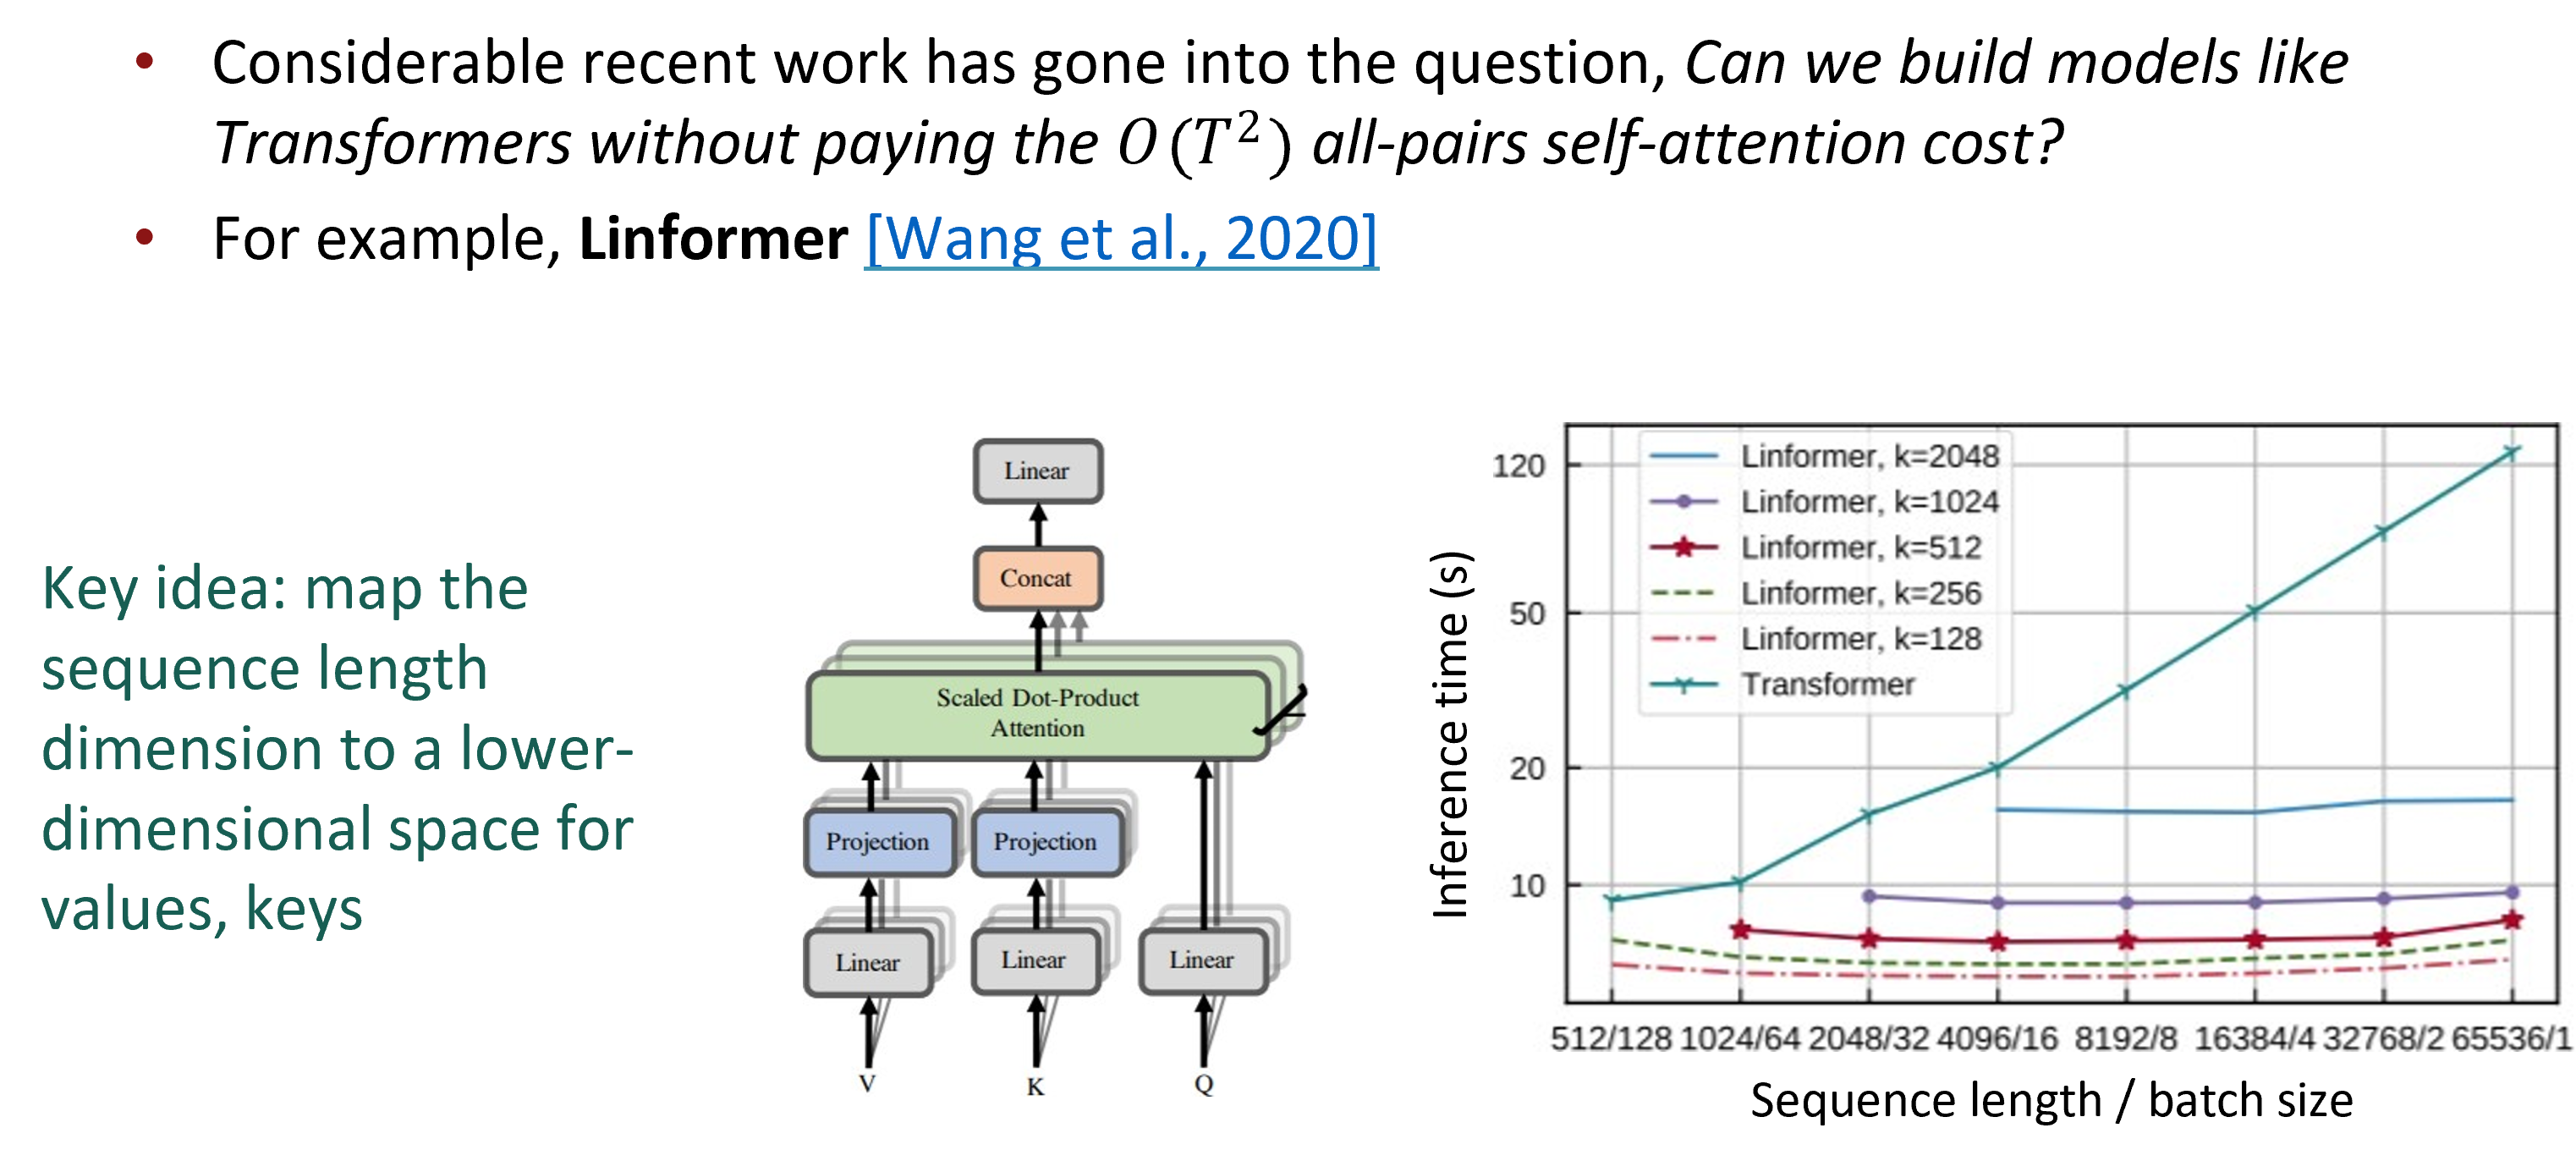 • Considerable recent work has gone into the question, Can we build models like
Transformers without paying the O(T²) all-pairs self-attention cost?
• For example, Linformer [Wang et al., 2020]
Key idea: map the
sequence length
dimension to a lower-
dimensional space for
values, keys
Linear
Concat
Scaled Dot-Product
Attention
Projection
Projection
Linear
Linear
Linear
V
K
Q
Inference time (s)
120
50
20
10
Linformer, k=2048
Linformer, k=1024
Linformer, k=512
Linformer, k=256
Linformer, k=128
Transformer
512/128 1024/64 2048/32 4096/16 8192/8 16384/4 32768/2 65536/1
Sequence length / batch size